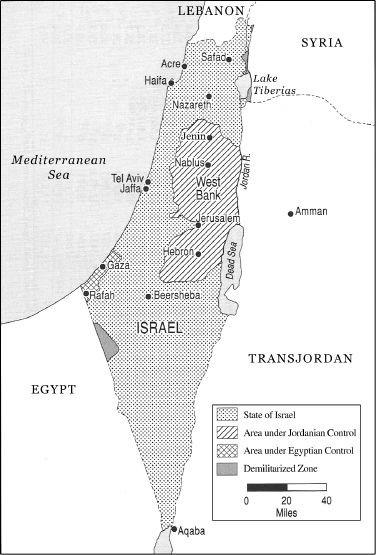 LEBANON
SYRIA
Acre
Safad
Haifa
Lake
Tiberias
Nazareth
Mediterranean
Sea
Jenin
Nablus
Jordan R.
Tel Aviv
Jaffa
West
Bank
Amman
Jerusalem
Hebron
Dead Sea
Gaza
Rafah
Beersheba
ISRAEL
TRANSJORDAN
EGYPT
State of Israel
Area under Jordanian Control
Area under Egyptian Control
Demilitarized Zone
0 20 40
Miles
Aqaba